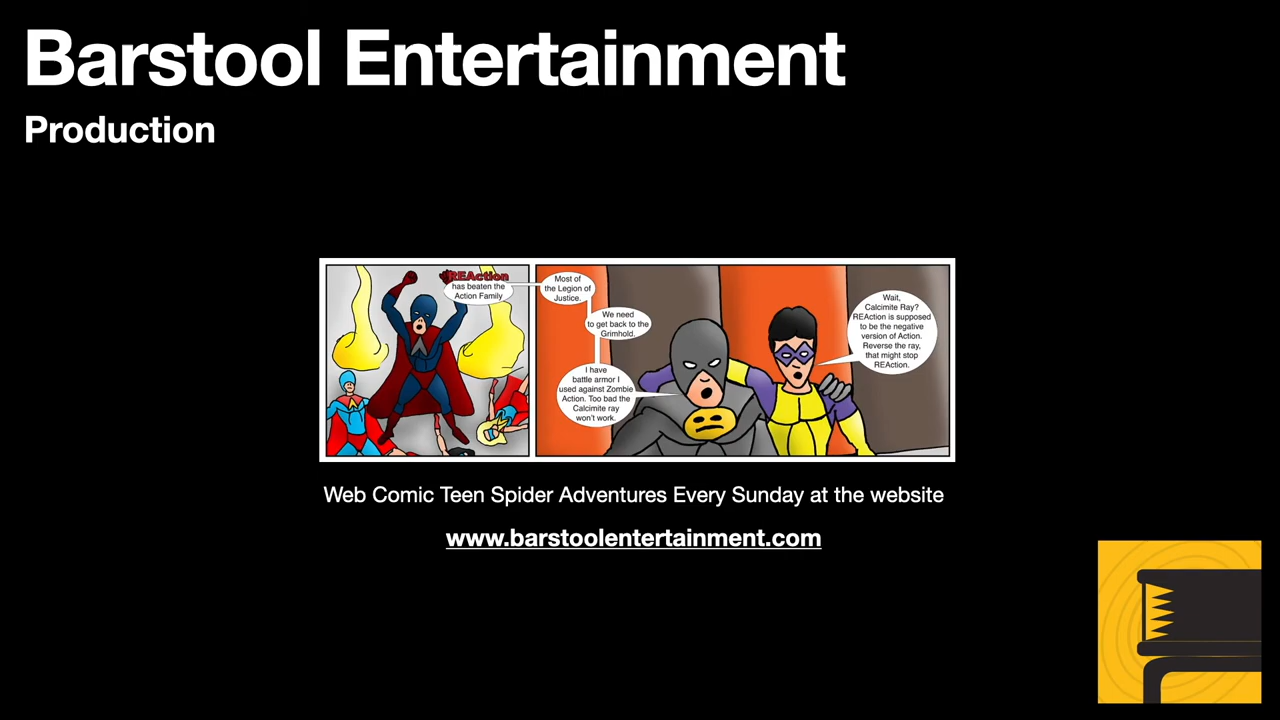 Barstool Entertainment
Production
REAction
has beaten the
Action Family
Most of
the Legion of
Justice.
We need
to get back to the
Grimhold.
I have
battle armor I
used against Zombie
Action. Too bad the
Calcimite ray
won't work.
Wait,
Calcimite Ray?
REAction is supposed
to be the negative
version of Action.
Reverse the ray,
that might stop
REAction.
Web Comic Teen Spider Adventures Every Sunday at the website
www.barstoolentertainment.com